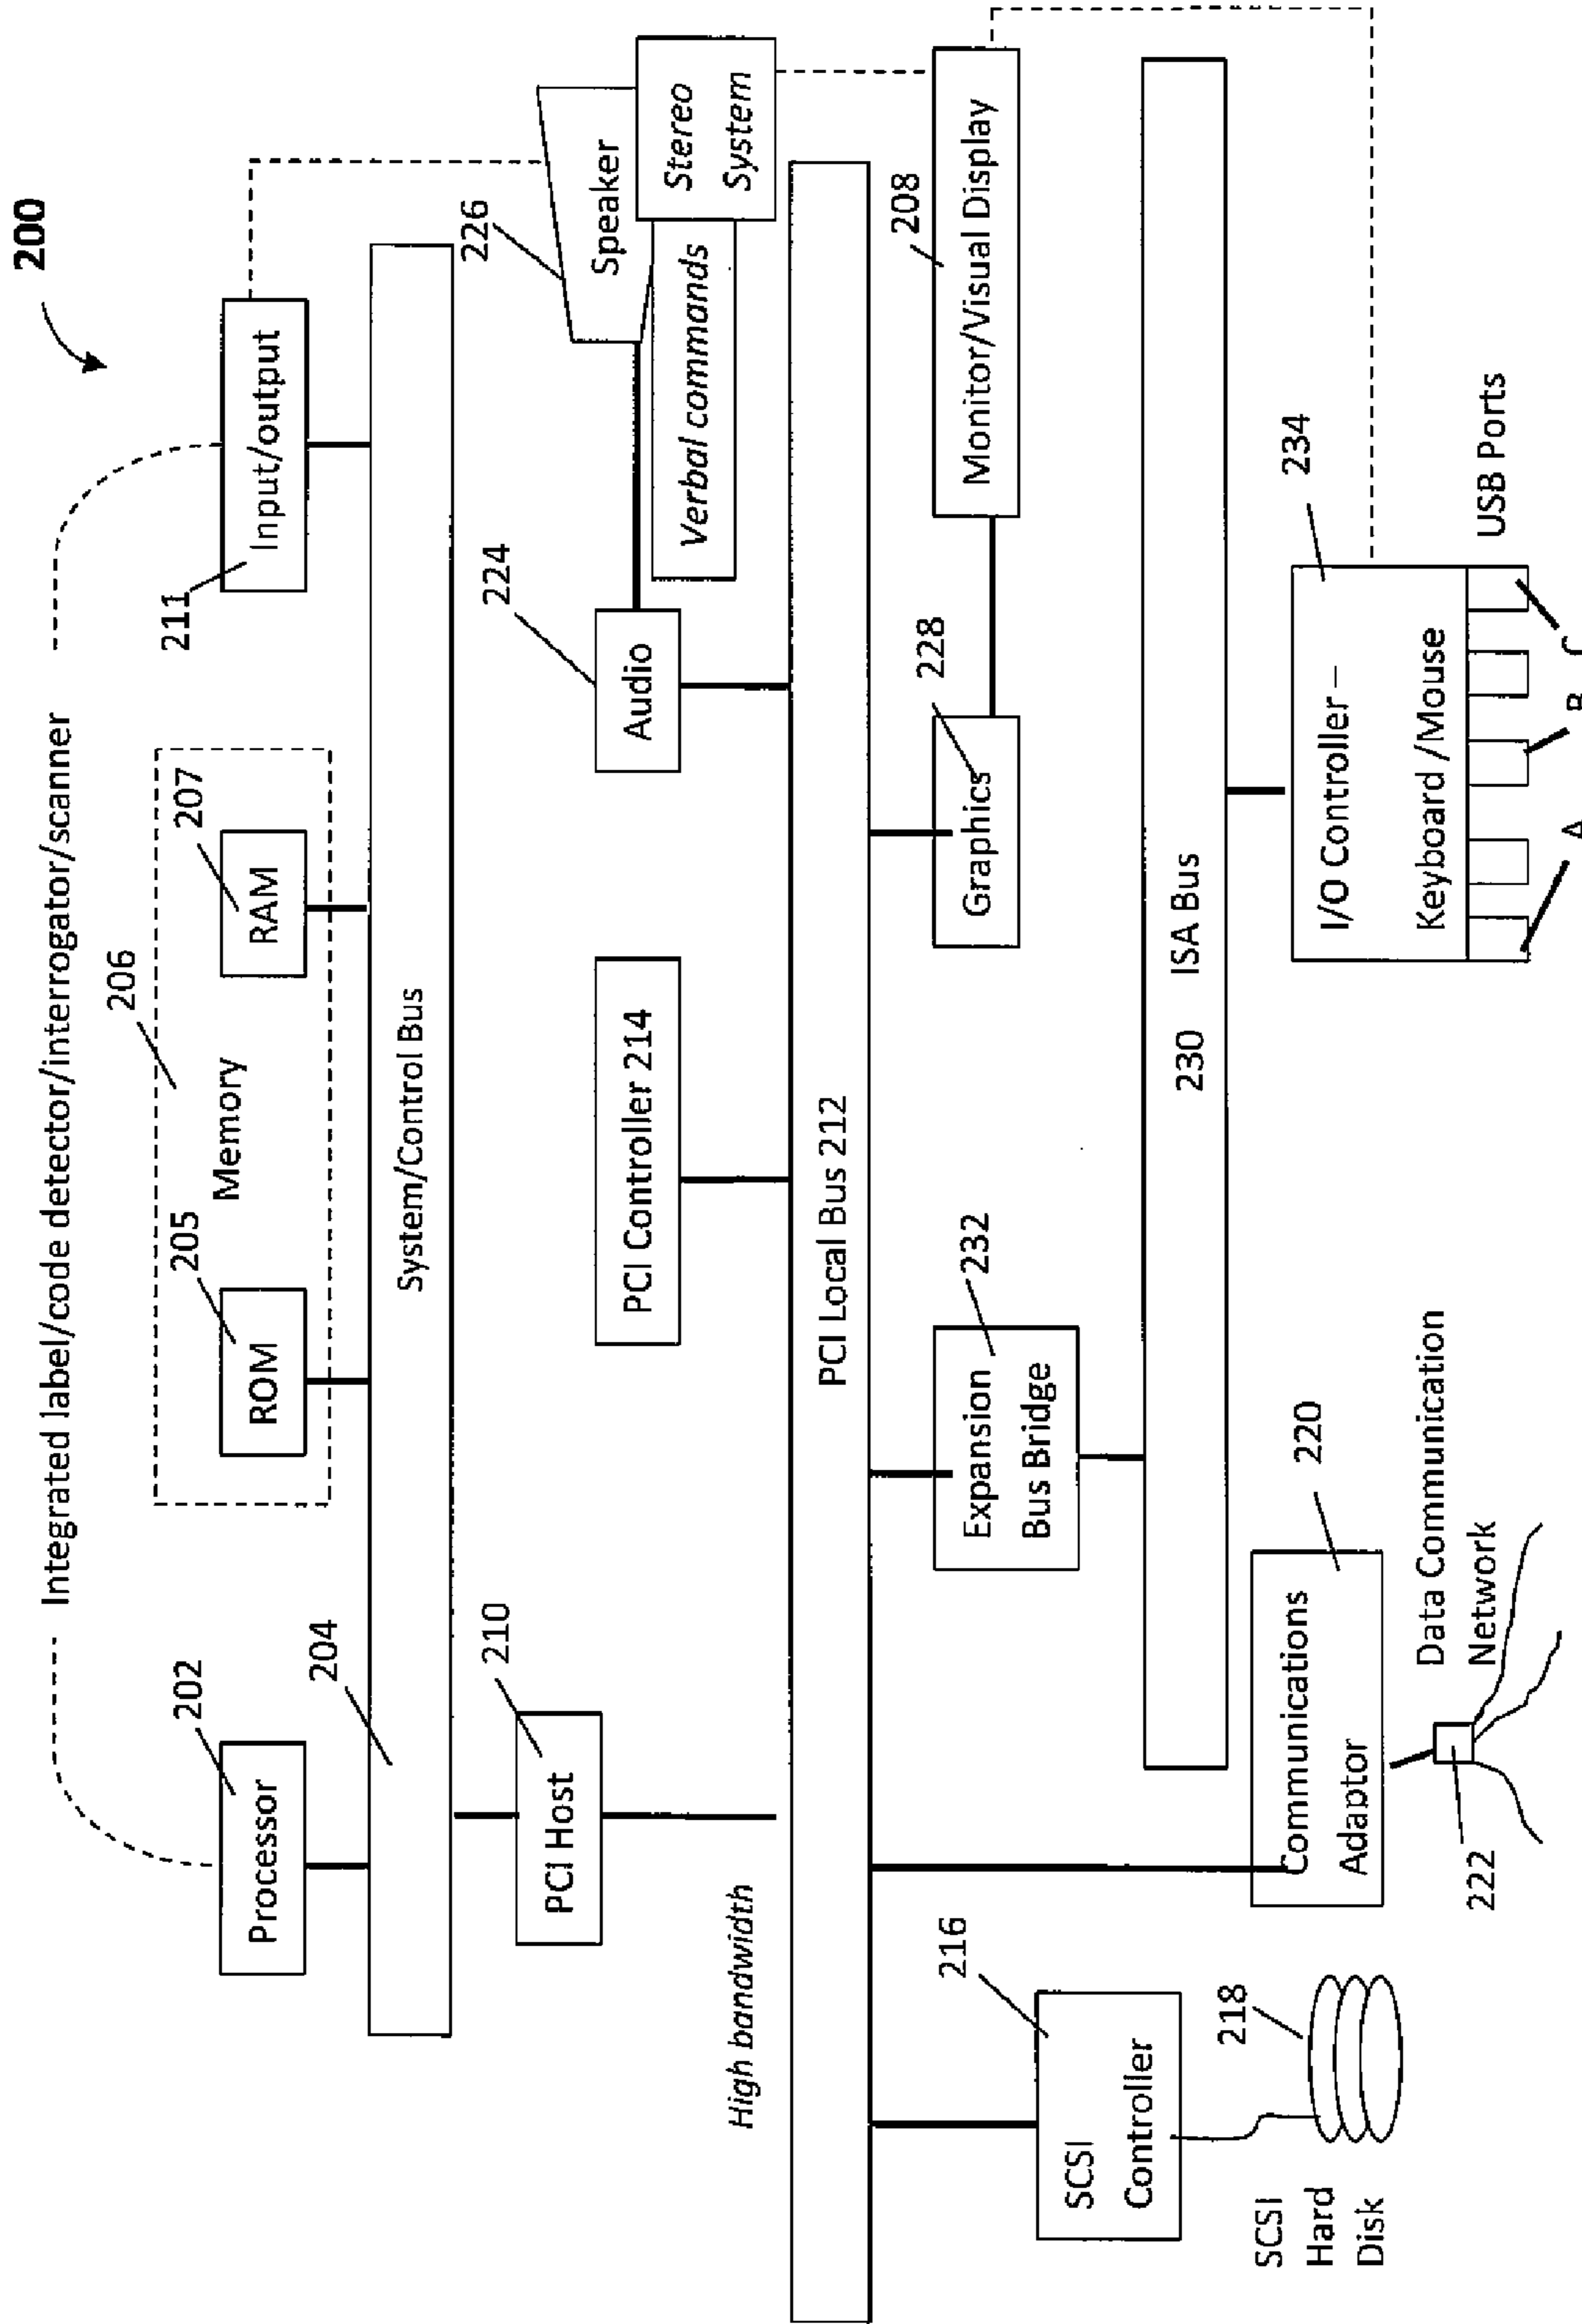 200
Integrated label/code detector/interrogator/scanner
206
202
205
207
211
Processor
ROM
Memory
RAM
Input/output
204
System/Control Bus
210
224
226
PCI Host
PCI Controller 214
Audio
Speaker
Verbal commands
Stereo
System
High bandwidth
PCI Local Bus 212
216
232
228
208
SCSI
Controller
Expansion
Bus Bridge
Graphics
Monitor/Visual Display
230
ISA Bus
218
220
234
SCSI
Hard
Disk
Communications
Adaptor
I/O Controller –
Keyboard /Mouse
222
Data Communication
Network
USB Ports